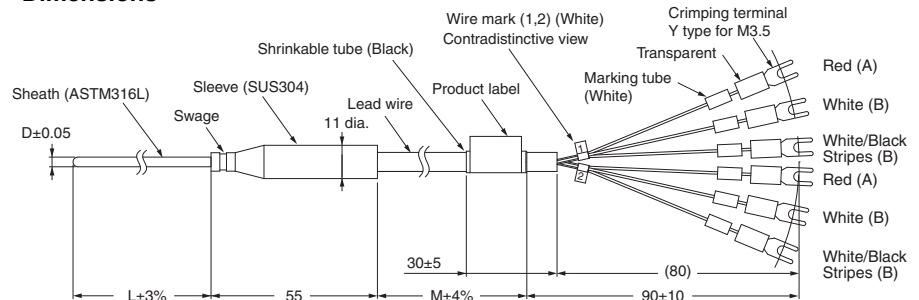 Dimensions
Wire mark (1,2) (White)
Contradistinctive view
Crimping terminal
Y type for M3.5
Shrinkable tube (Black)
Transparent
Red (A)
Sleeve (SUS304)
Marking tube
(White)
Sheath (ASTM316L)
Lead wire
Product label
White (B)
Swage
11 dia.
D±0.05
1
White/Black
Stripes (B)
2
Red (A)
White (B)
White/Black
Stripes (B)
30±5
(80)
L±3%
55
M±4%
90±10